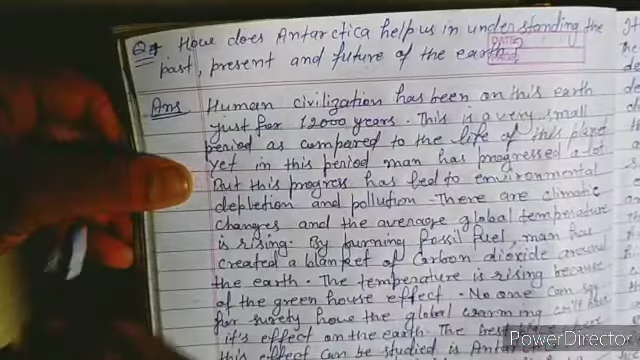 Q4 How does Antarctica help us in understanding the
past, present and future of the earth?
Ans Human civilization has been on this earth
just for 12000 years. This is a very small
period as compared to the life of this planet
yet in this period man has progressed a lot
But this progress has led to environmental
depletion and pollution. There are climatic
changes and the average global temperature
is rising. By burning fossil fuel, man has
created a blanket of Carbon dioxide around
the earth. The temperature is rising because
of the green house effect. No one can say
for surety how the global warming will have
it's effect on the earth. The best
this effect can be studied is Antar
PowerDirector